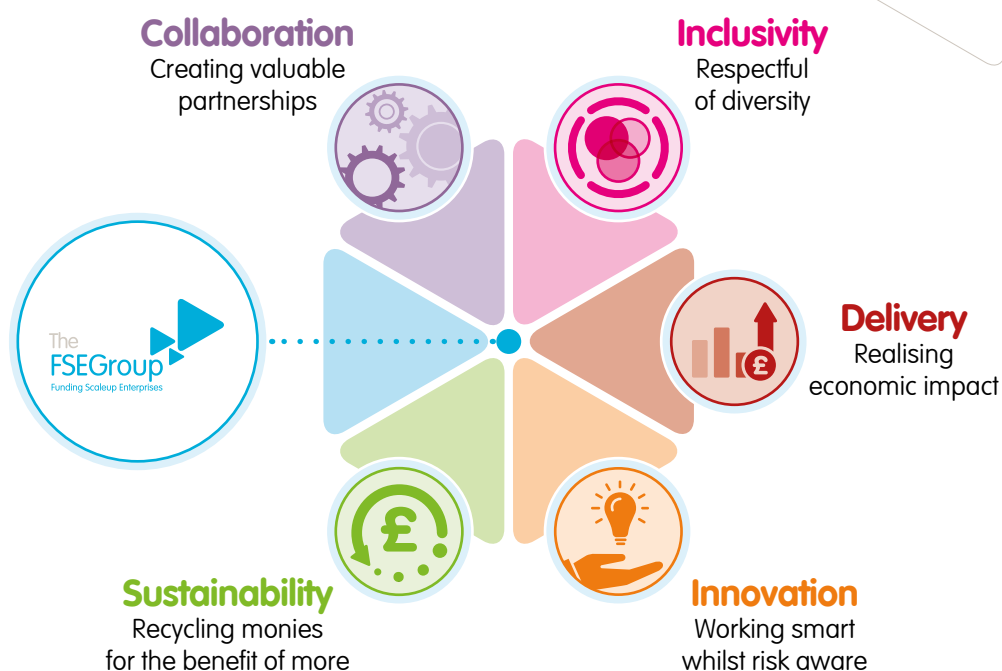 Collaboration
Creating valuable
partnerships
Inclusivity
Respectful
of diversity
The
FSEGroup
Funding Scaleup Enterprises
£
Delivery
Realising
economic impact
£
Sustainability
Recycling monies
for the benefit of more
Innovation
Working smart
whilst risk aware